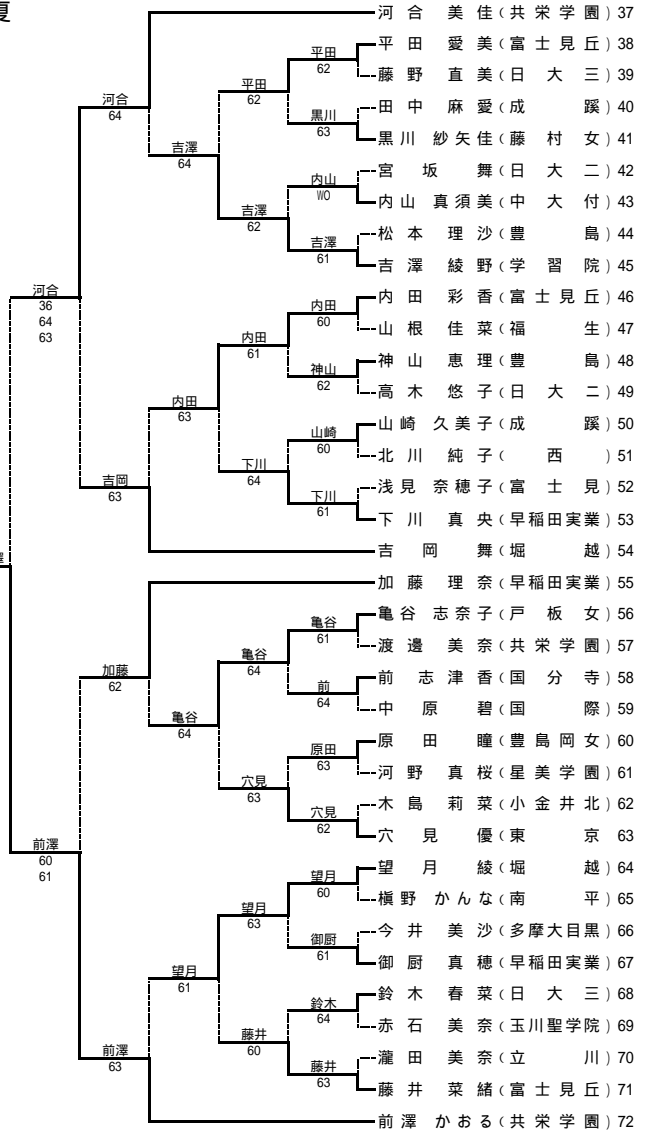 夏
河合 美佳(共栄学園) 37
平田 愛美(富士見丘) 38
藤野 直美(日大三) 39
田中 麻愛(成蹊) 40
黒川 紗矢佳(藤村女) 41
宮坂 舞(日大二) 42
内山 真須美(中大付) 43
松本 理沙(豊島) 44
吉澤 綾野(学習院) 45
内田 彩香(富士見丘) 46
山根 佳菜(福生) 47
神山 恵理(豊島) 48
高木 悠子(日大ニ) 49
山崎 久美子(成蹊) 50
北川 純子(西) 51
浅見 奈穂子(富士見) 52
下川 真央(早稲田実業) 53
吉岡 舞(堀越) 54
加藤 理奈(早稲田実業) 55
亀谷 志奈子(戸板女) 56
渡邊 美奈(共栄学園) 57
前 志津香(国分寺) 58
中原 碧(国際) 59
原田 瞳(豊島岡女) 60
河野 真桜(星美学園) 61
木島 莉菜(小金井北) 62
穴見 優(東京 63
望月 綾(堀越) 64
槇野 かんな(南平) 65
今井 美沙(多摩大目黒) 66
御厨 真穂(早稲田実業) 67
鈴木 春菜(日大三) 68
赤石 美奈(玉川聖学院) 69
瀧田 美奈(立川) 70
藤井 菜緒(富士見丘) 71
前澤 かおる(共栄学園) 72
平田
62
黒川
63
内山
WO
吉澤
61
内田
60
神山
62
山崎
60
下川
61
亀谷
61
前
64
原田
63
穴見
62
望月
60
御厨
61
鈴木
64
藤井
63
平田
62
吉澤
62
内田
61
下川
64
亀谷
64
穴見
63
望月
63
藤井
60
吉澤
64
内田
63
亀谷
64
望月
61
河合
64
吉岡
63
加藤
62
前澤
63
河合
36
64
63
前澤
60
61